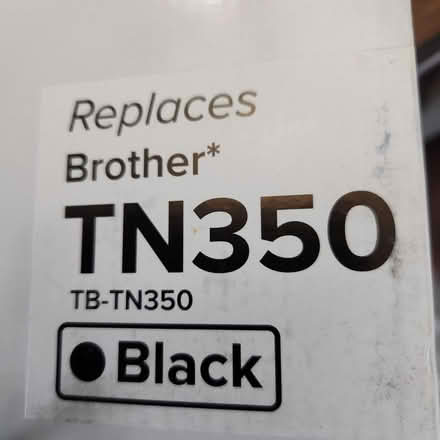 Replaces
Brother*
TN350
TB-TN350
Black